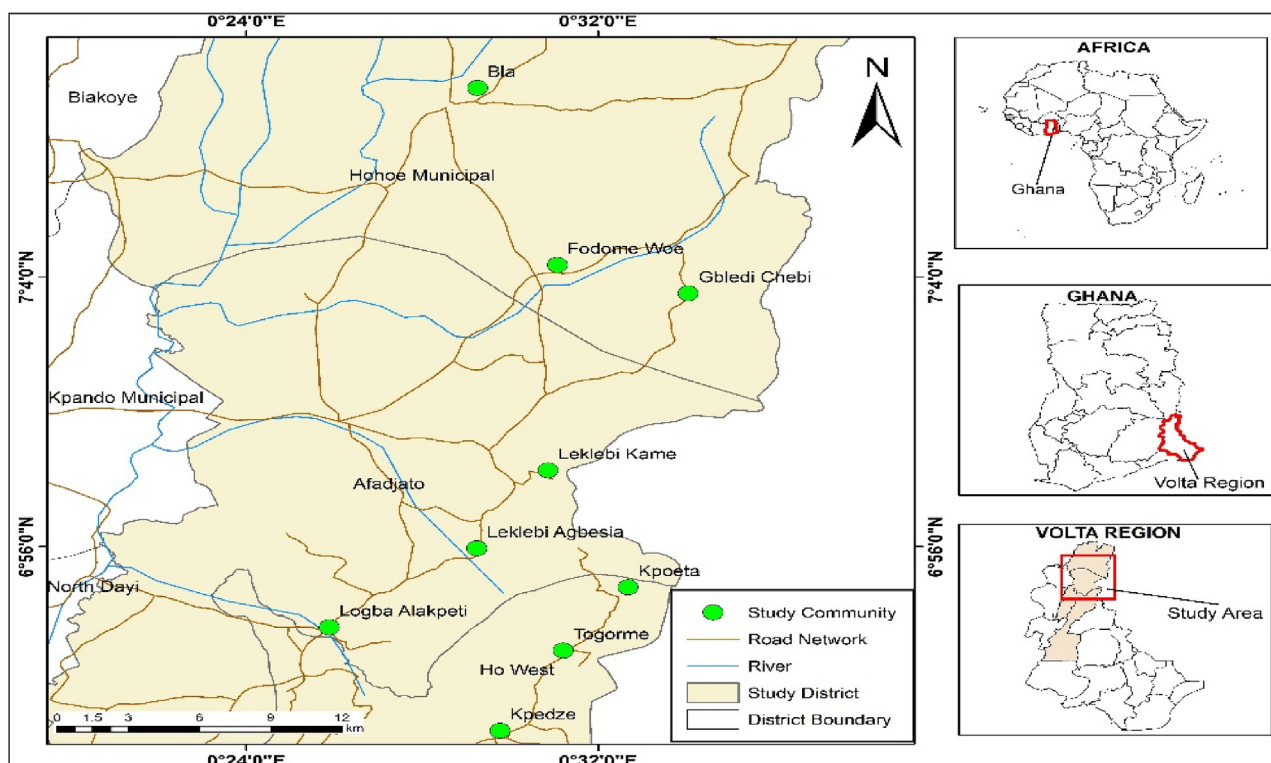 0°24'0"E
0°32'0"E
Bla
Biakoye
N
Hohoe Municipal
Fodome Woe
Gbledi Chebi
7°4'0"N
7°4'0"N
Kpando Municipal
Leklebi Kame
Afadjato
Leklebi Agbesia
6°56'0"N
6°56'0"N
Kpoeta
North Dayi
Logba Alakpeti
Togorme
Ho West
Kpedze
0 1.5 3 6 9 12
km
Study Community
Road Network
River
Study District
District Boundary
0°24'0"E
0°32'0"E
AFRICA
Ghana
GHANA
Volta Region
VOLTA REGION
Study Area